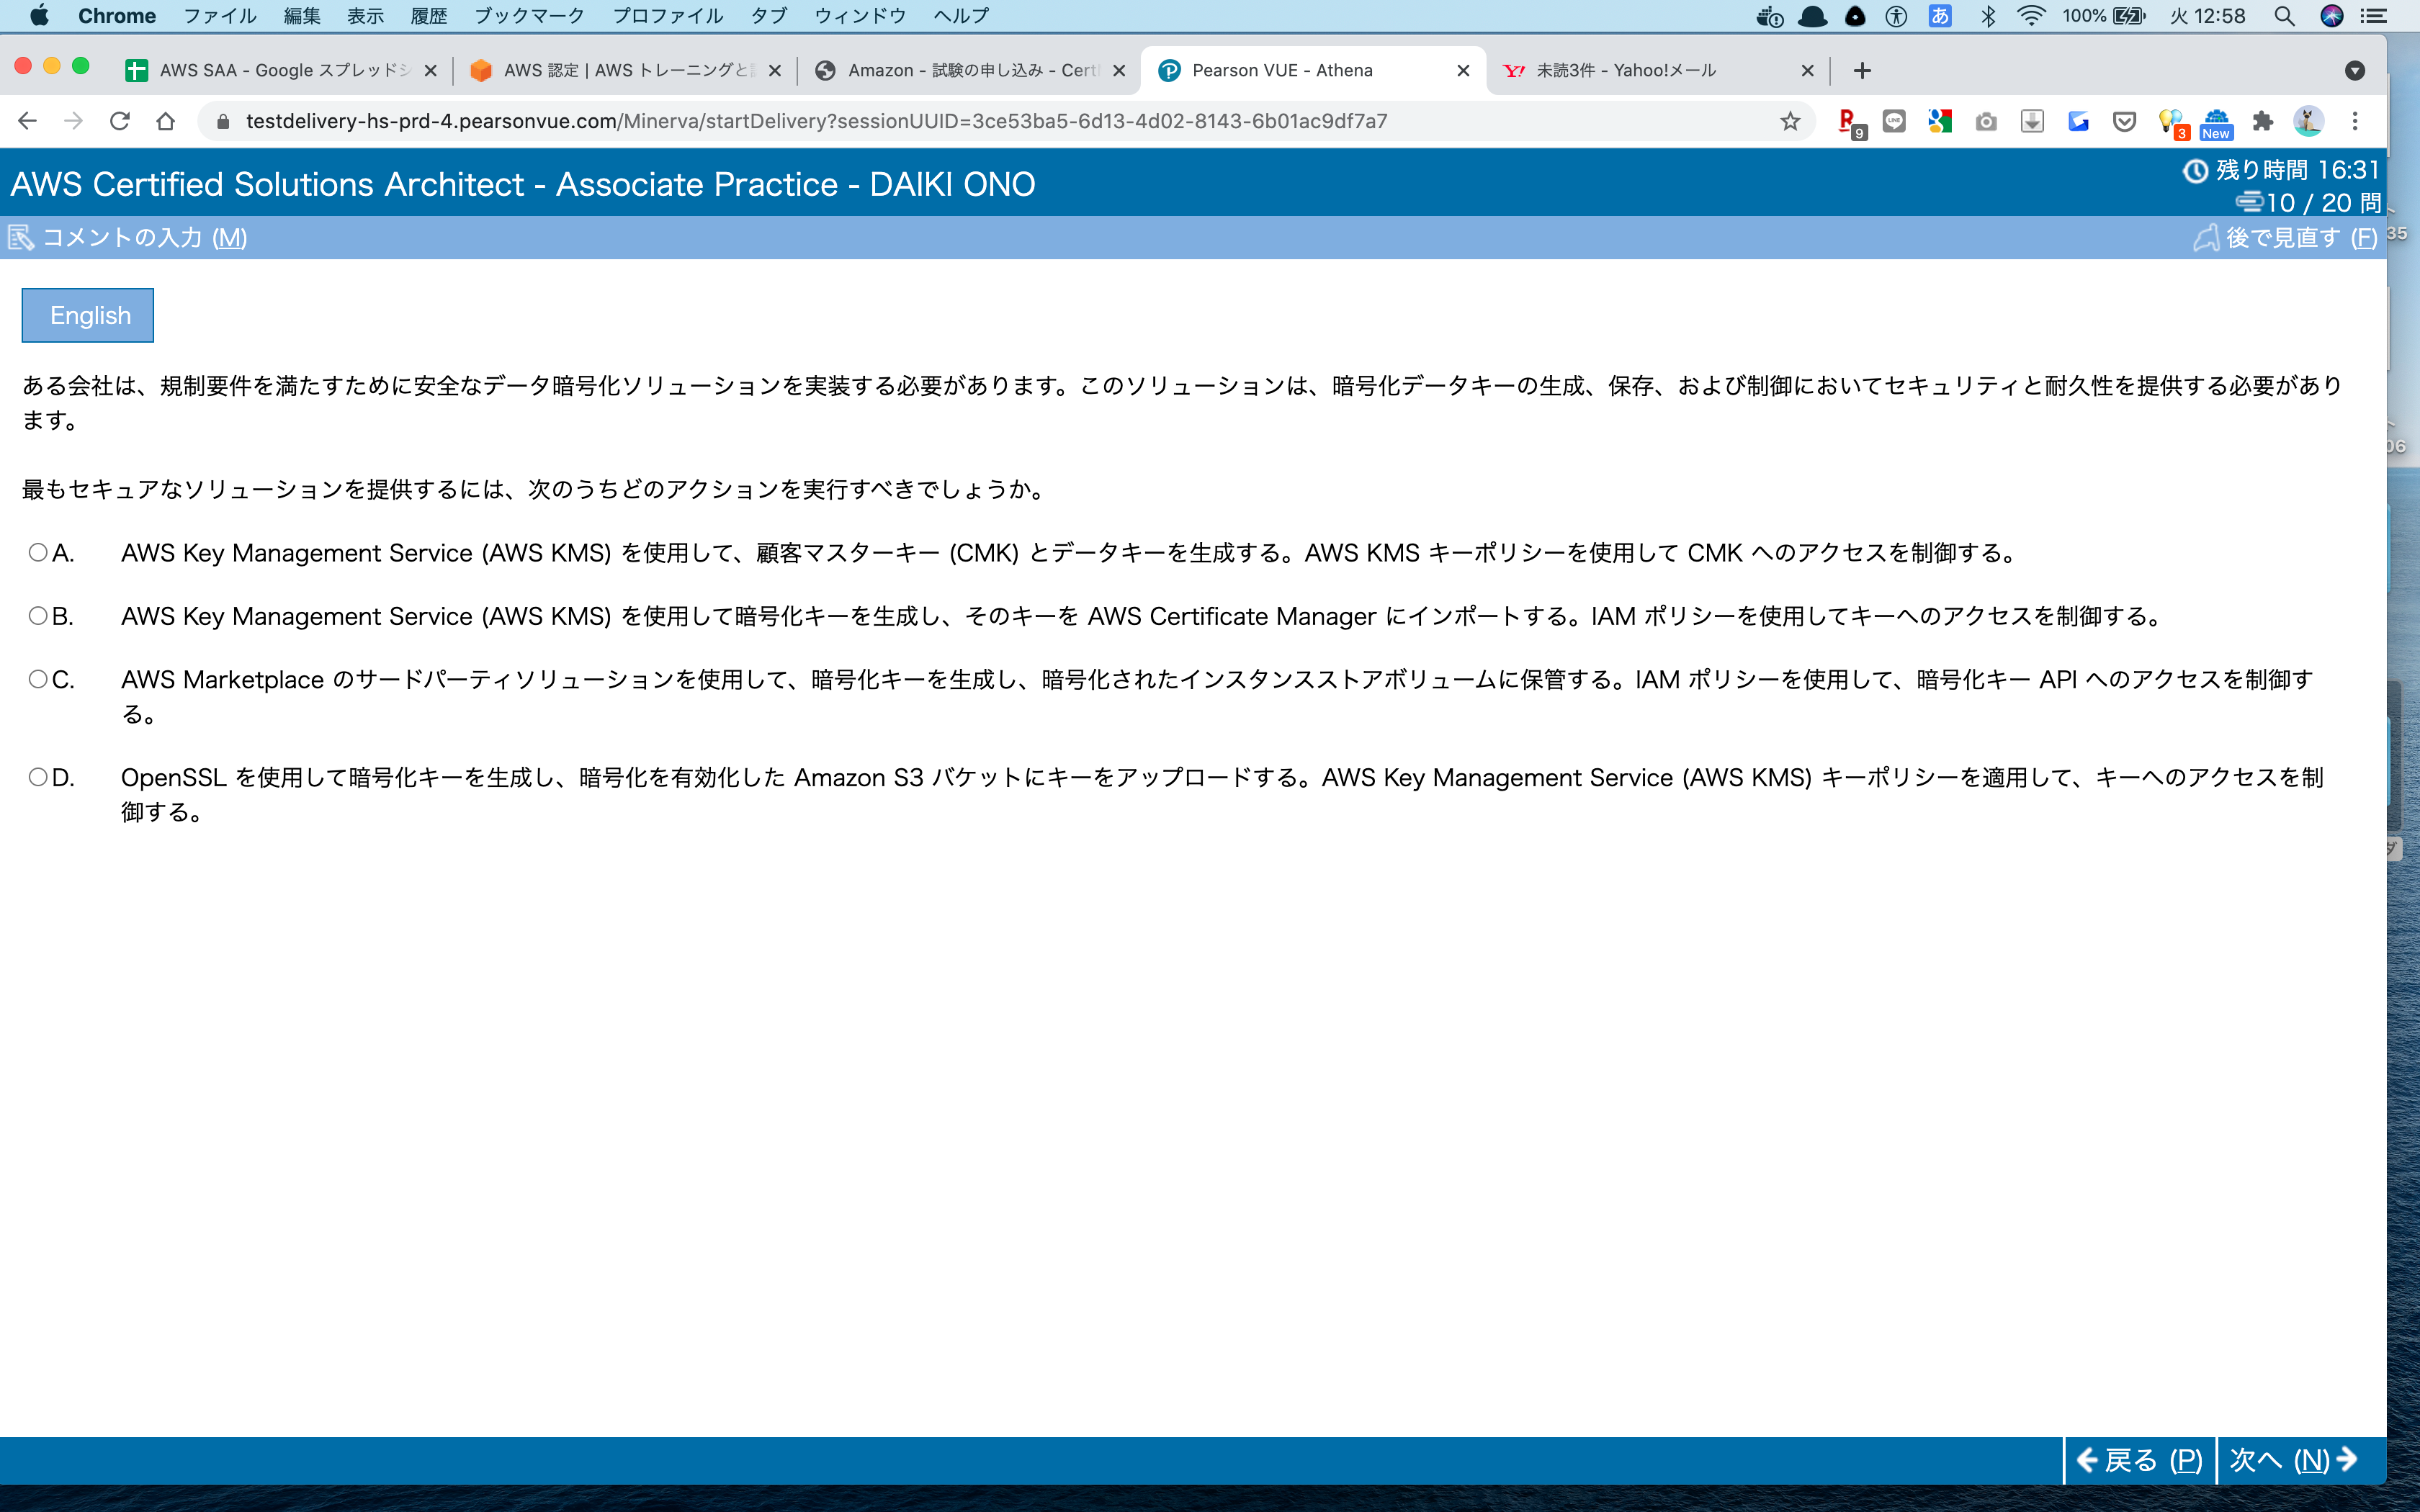 Chrome ファイル 編集 表示 履歴 ブックマーク プロファイル タブ ウィンドウ ヘルプ あ 100% 火 12:58
AWS SAA - Google スプレッドシ AWS 認定 | AWS トレーニングと Amazon - 試験の申し込み - Cert Pearson VUE - Athena Y! 未読3件 - Yahoo!メール
testdelivery-hs-prd-4.pearsonvue.com/Minerva/startDelivery?sessionUUID=3ce53ba5-6d13-4d02-8143-6b01ac9df7a7 R 9 LINE 3 New
AWS Certified Solutions Architect - Associate Practice - DAIKI ONO
残り時間 16:31
10 / 20 問
コメントの入力 (M) 後で見直す (F)
35
English
ある会社は、規制要件を満たすために安全なデータ暗号化ソリューションを実装する必要があります。このソリューションは、暗号化データキーの生成、保存、および制御においてセキュリティと耐久性を提供する必要があり
ます。
06
最もセキュアなソリューションを提供するには、次のうちどのアクションを実行すべきでしょうか。
A. AWS Key Management Service (AWS KMS) を使用して、顧客マスターキー (CMK) とデータキーを生成する。AWS KMS キーポリシーを使用して CMK へのアクセスを制御する。
B. AWS Key Management Service (AWS KMS) を使用して暗号化キーを生成し、そのキーを AWS Certificate Manager にインポートする。IAM ポリシーを使用してキーへのアクセスを制御する。
C. AWS Marketplace のサードパーティソリューションを使用して、暗号化キーを生成し、暗号化されたインスタンスストアボリュームに保管する。IAM ポリシーを使用して、暗号化キー API へのアクセスを制御す
る。
D. OpenSSL を使用して暗号化キーを生成し、暗号化を有効化した Amazon S3 バケットにキーをアップロードする。AWS Key Management Service (AWS KMS) キーポリシーを適用して、キーへのアクセスを制
御する。
ダ
戻る (P) 次へ (N)